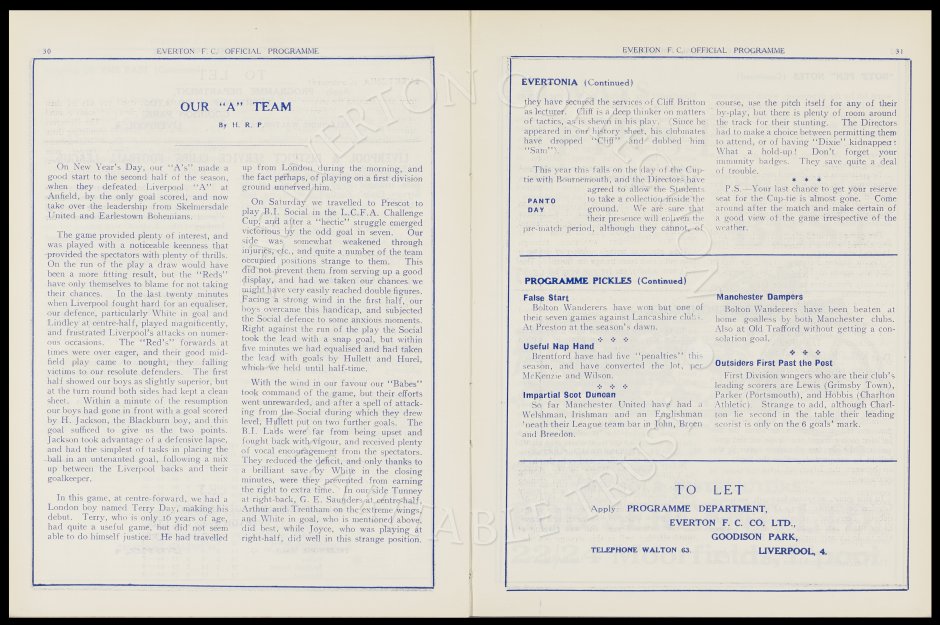 30
EVERTON F.C. OFFICIAL PROGRAMME
OUR "A" TEAM
By H. R. P.
On New Year's Day, our "A's" made a
good start to the second half of the season,
when they defeated Liverpool "A" at
Anfield, by the only goal scored, and now
take over the leadership from Skelmersdale
United and Earlestown Bohemians.
The game provided plenty of interest, and
was played with a noticeable keenness that
provided the spectators with plenty of thrills.
On the run of the play a draw would have
been a more fitting result, but the "Reds"
have only themselves to blame for not taking
their chances. In the last twenty minutes
when Liverpool fought hard for an equaliser,
our defence, particularly White in goal and
Lindley at centre-half, played magnificently,
and frustrated Liverpool's attacks on numer-
ous occasions. The "Red's" forwards at
times were over eager, and their good mid-
field play came to nought, they falling
victims to our resolute defenders. The first
half showed our boys as slightly superior, but
at the turn round both sides had kept a clean
sheet. Within a minute of the resumption
our boys had gone in front with a goal scored
by H. Jackson, the Blackburn boy, and this
goal sufficed to give us the two points.
Jackson took advantage of a defensive lapse,
and had the simplest of tasks in placing the
ball in an untenanted goal, following a mix
up between the Liverpool backs and their
goalkeeper.
In this game, at centre-forward, we had a
London boy named Terry Day, making his
debut. Terry, who is only 16 years of age,
had quite a useful game, but did not seem
able to do himself justice. He had travelled
up from London during the morning, and
the fact perhaps, of playing on a first division
ground unnerved him.
On Saturday we travelled to Prescot to
play B.I. Social in the L.C.F.A. Challenge
Cup, and after a "hectic" struggle emerged
victorious by the odd goal in seven. Our
side was somewhat weakened through
injuries, etc., and quite a number of the team
occupied positions strange to them. This
did not prevent them from serving up a good
display, and had we taken our chances we
might have very easily reached double figures.
Facing a strong wind in the first half, our
boys overcame this handicap, and subjected
the Social defence to some anxious moments.
Right against the run of the play the Social
took the lead with a snap goal, but within
five minutes we had equalised and had taken
the lead with goals by Hullett and Hurel,
which we held until half-time.
With the wind in our favour our "Babes"
took command of the game, but their efforts
went unrewarded, and after a spell of attack-
ing from the Social during which they drew
level, Hullett put on two further goals. The
B.I. Lads were far from being upset and
fought back with vigour, and received plenty
of vocal encouragement from the spectators.
They reduced the deficit, and only thanks to
a brilliant save by White in the closing
minutes, were they prevented from earning
the right to extra time. In our side Tunney
at right-back, G. E. Saunders at centre-half,
Arthur and Trentham on the extreme wings,
and White in goal, who is mentioned above,
did best, while Joyce, who was playing at
right-half, did well in this strange position.
EVERTON F.C. OFFICIAL PROGRAMME
31
EVERTONIA (Continued)
they have secured the services of Cliff Britton
as lecturer. Cliff is a deep thinker on matters
of tactics, as is shewn in his play. (Since he
appeared in our history sheet, his clubmates
have dropped "Cliff" and dubbed him
"Sam").
This year this falls on the day of the Cup-
tie with Bournemouth, and the Directors have
agreed to allow the Students
PANTO DAY
to take a collection inside the
ground. We are sure that
their presence will enliven the
pre-match period, although they cannot, of
course, use the pitch itself for any of their
by-play, but there is plenty of room around
the track for their stunting. The Directors
had to make a choice between permitting them
to attend, or of having "Dixie" kidnapped!
What a hold-up! Don't forget your
immunity badges. They save quite a deal
of trouble.
* * *
P.S.—Your last chance to get your reserve
seat for the Cup-tie is almost gone. Come
around after the match and make certain of
a good view of the game irrespective of the
weather.
PROGRAMME PICKLES (Continued)
False Start
Bolton Wanderers have won but one of
their seven games against Lancashire clubs.
At Preston at the season's dawn.
Useful Nap Hand
Brentford have had five "penalties" this
season, and have converted the lot, per
McKenzie and Wilson.
Impartial Scot Duncan
So far Manchester United have had a
Welshman, Irishman and an Englishman
'neath their League team bar in John, Breen
and Breedon.
Manchester Dampers
Bolton Wanderers have been beaten at
home goalless by both Manchester clubs.
Also at Old Trafford without getting a con-
solation goal.
Outsiders First Past the Post
First Division wingers who are their club's
leading scorers are Lewis (Grimsby Town),
Parker (Portsmouth), and Hobbis (Charlton
Athletic). Strange to add, although Charl-
ton lie second in the table their leading
scorer is only on the 6 goals' mark.
TO LET
Apply: PROGRAMME DEPARTMENT,
EVERTON F. C. CO. LTD.,
GOODISON PARK,
TELEPHONE WALTON 63. LIVERPOOL, 4.